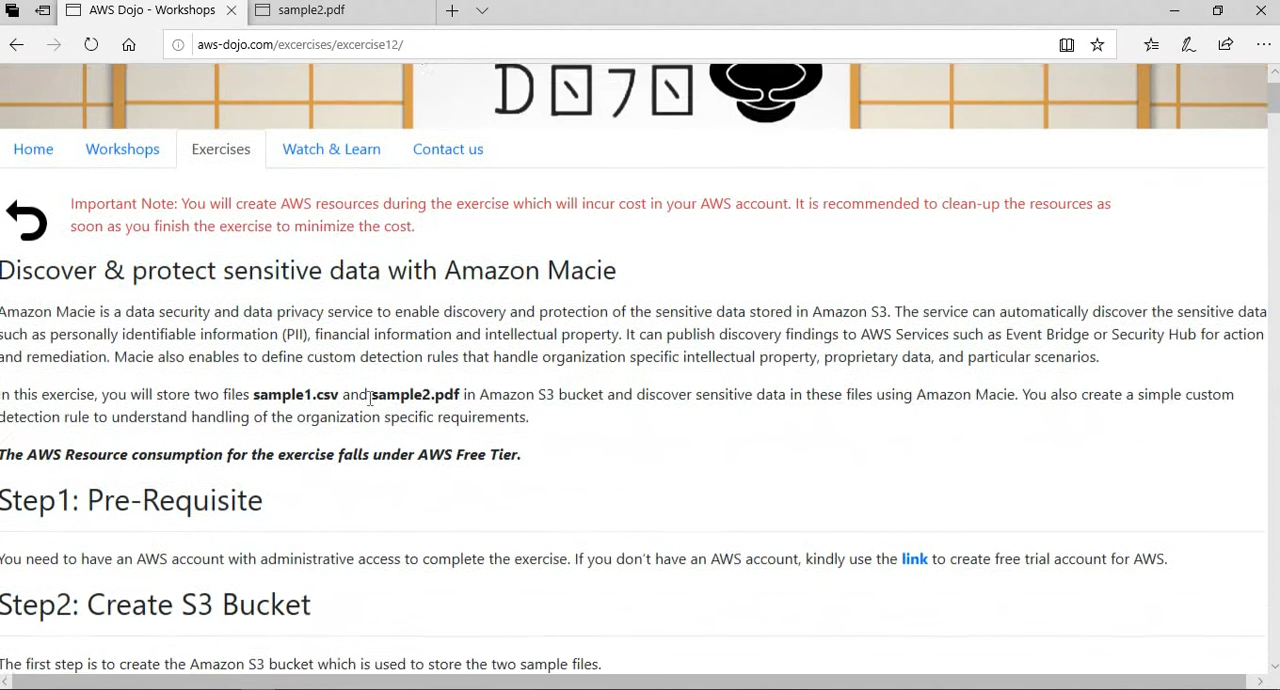 AWS Dojo - Workshops
sample2.pdf
aws-dojo.com/excercises/excercise12/
Home Workshops Exercises Watch & Learn Contact us
Important Note: You will create AWS resources during the exercise which will incur cost in your AWS account. It is recommended to clean-up the resources as
soon as you finish the exercise to minimize the cost.
Discover & protect sensitive data with Amazon Macie
Amazon Macie is a data security and data privacy service to enable discovery and protection of the sensitive data stored in Amazon S3. The service can automatically discover the sensitive data
such as personally identifiable information (PII), financial information and intellectual property. It can publish discovery findings to AWS Services such as Event Bridge or Security Hub for action
and remediation. Macie also enables to define custom detection rules that handle organization specific intellectual property, proprietary data, and particular scenarios.
In this exercise, you will store two files sample1.csv and sample2.pdf in Amazon S3 bucket and discover sensitive data in these files using Amazon Macie. You also create a simple custom
detection rule to understand handling of the organization specific requirements.
The AWS Resource consumption for the exercise falls under AWS Free Tier.
Step1: Pre-Requisite
You need to have an AWS account with administrative access to complete the exercise. If you don't have an AWS account, kindly use the link to create free trial account for AWS.
Step2: Create S3 Bucket
The first step is to create the Amazon S3 bucket which is used to store the two sample files.